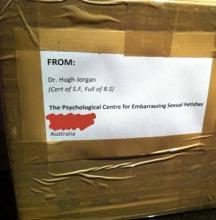 FROM:
Dr. Hugh Jorgan
(Cert of S.F, Full of B.S)
The Psychological Centre for Embarrassing Sexual Fetishes
Australia